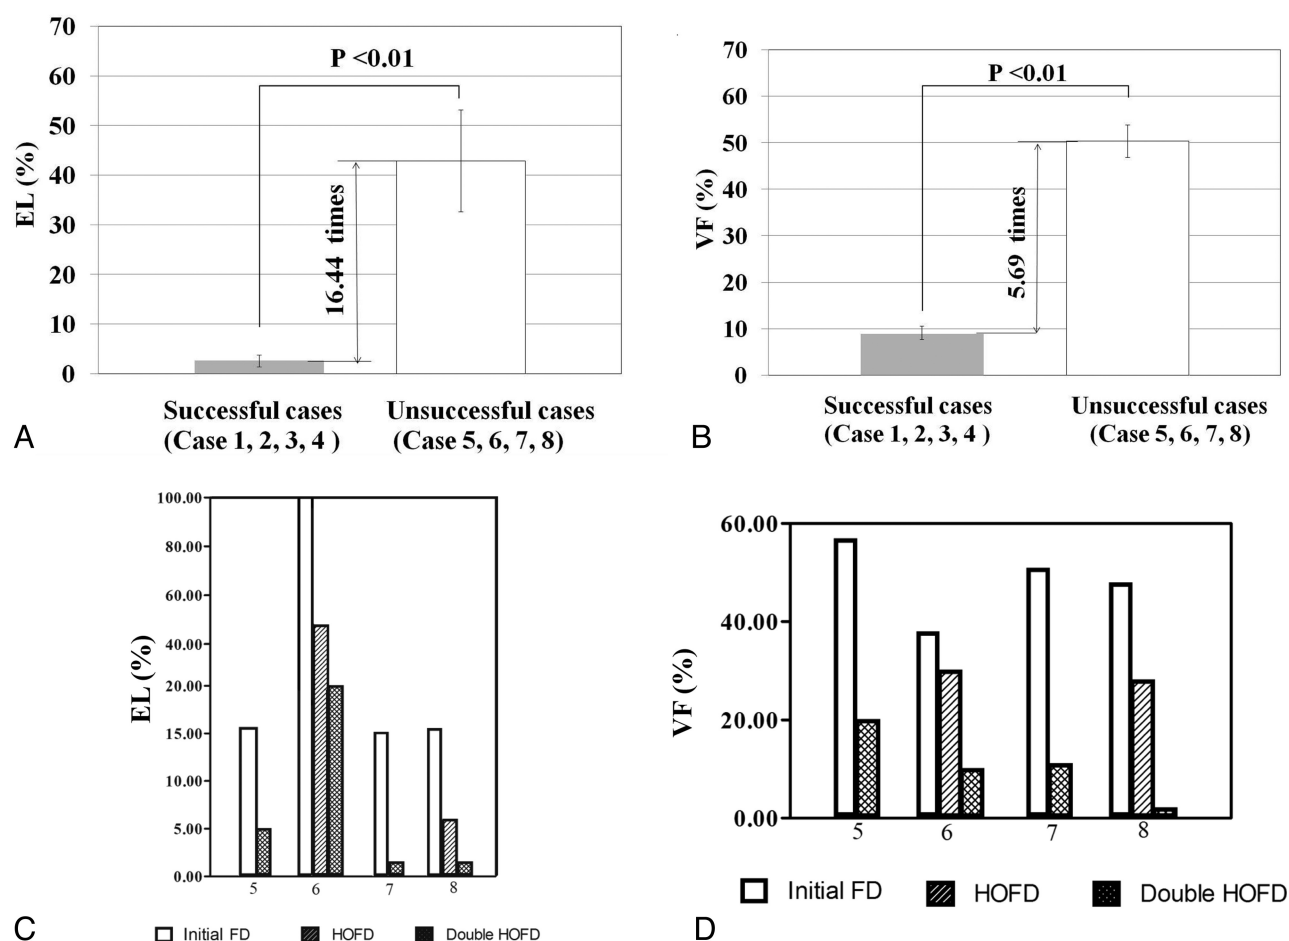 70
60
50
40
30
20
10
0
EL (%)
P <0.01
16.44 times
Successful cases
(Case 1, 2, 3, 4 )
Unsuccessful cases
(Case 5, 6, 7, 8)
A
70
60
50
40
30
20
10
0
VF (%)
P <0.01
5.69 times
Successful cases
(Case 1, 2, 3, 4 )
Unsuccessful cases
(Case 5, 6, 7, 8)
B
100.00
80.00
60.00
40.00
20.00
15.00
10.00
5.00
0.00
EL (%)
5 6 7 8
Initial FD HOFD Double HOFD
C
60.00
40.00
20.00
0.00
VF (%)
5 6 7 8
Initial FD HOFD Double HOFD
D